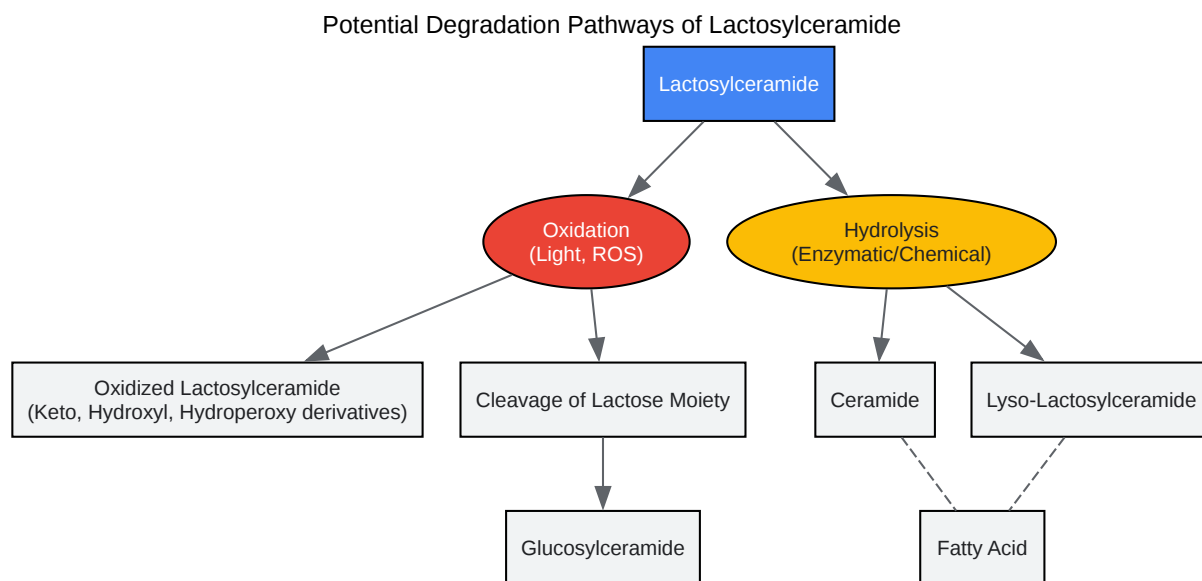 Potential Degradation Pathways of Lactosylceramide
Lactosylceramide
Oxidation
(Light, ROS)
Hydrolysis
(Enzymatic/Chemical)
Oxidized Lactosylceramide
(Keto, Hydroxyl, Hydroperoxy derivatives)
Cleavage of Lactose Moiety
Ceramide
Lyso-Lactosylceramide
Glucosylceramide
Fatty Acid